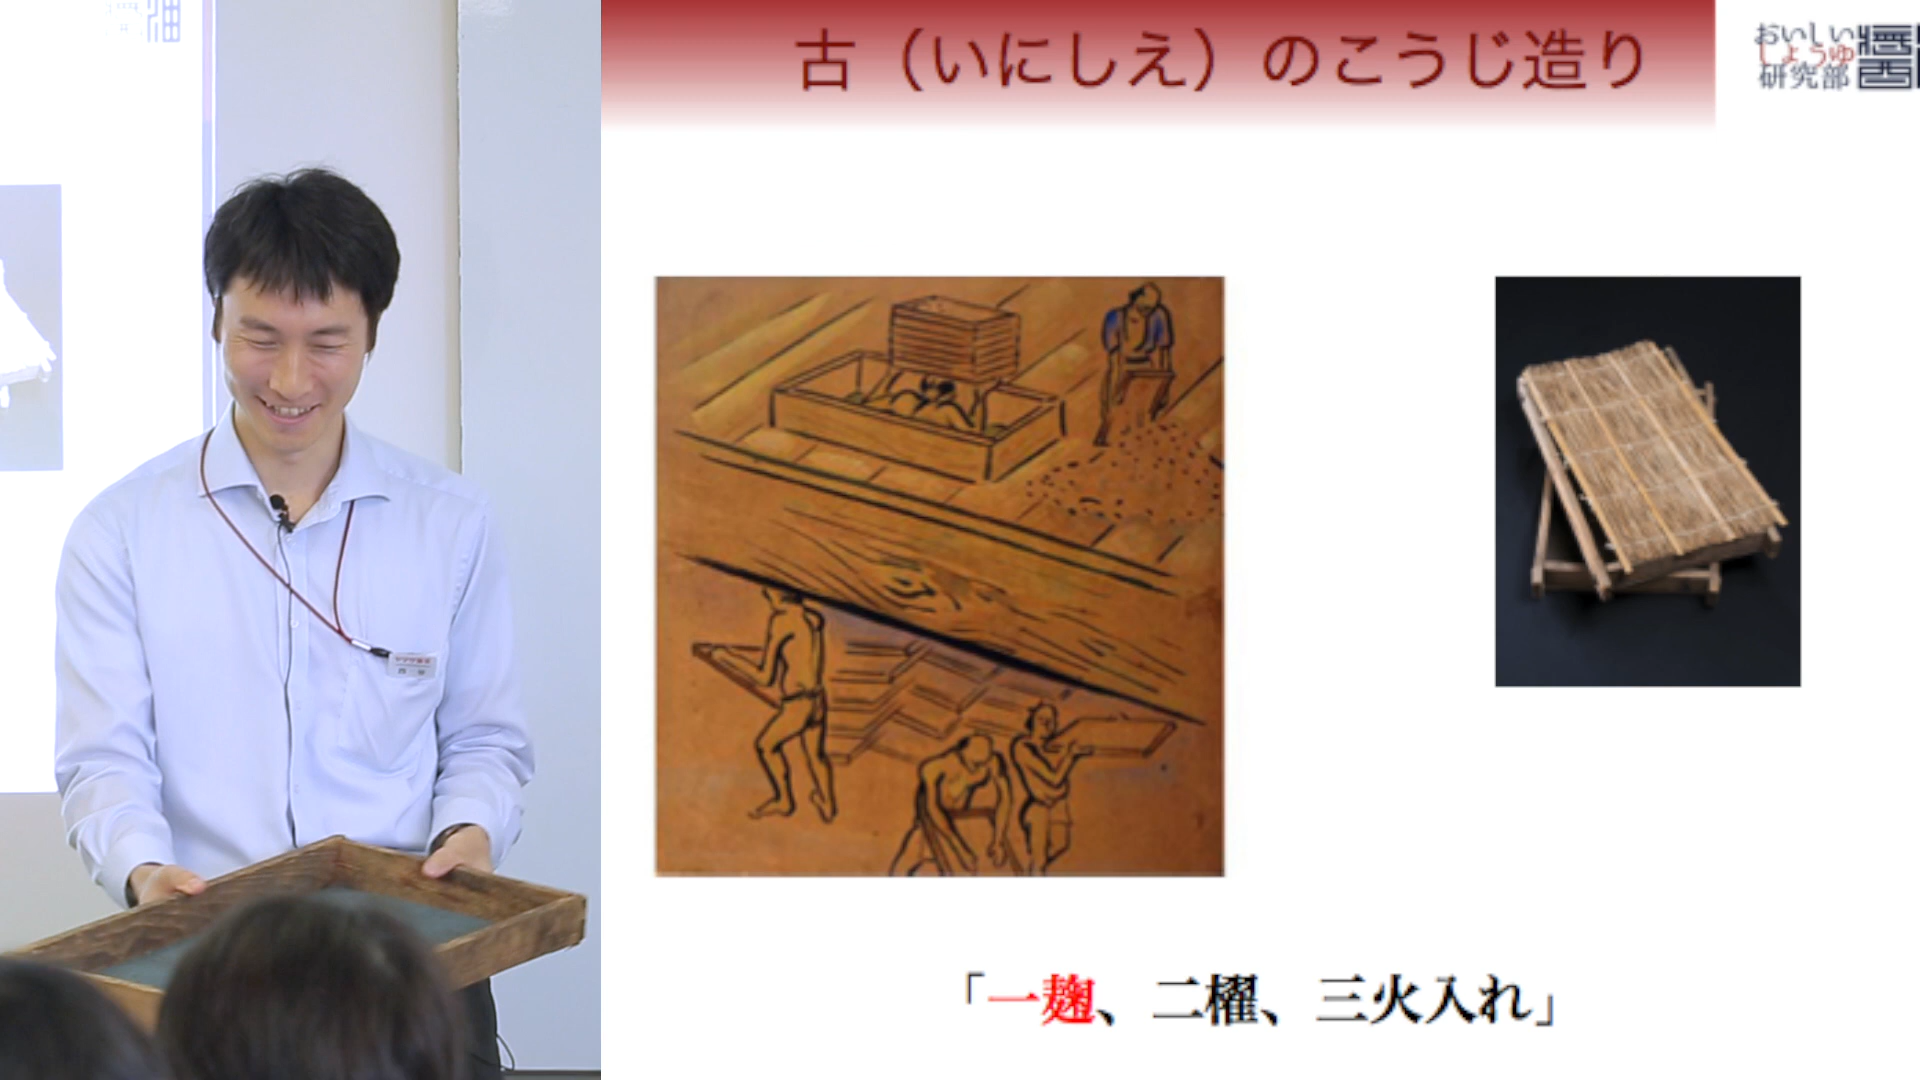 古（いにしえ）のこうじ造り
おいしい
しょうゆ
研究部
「一麹、二櫂、三火入れ」